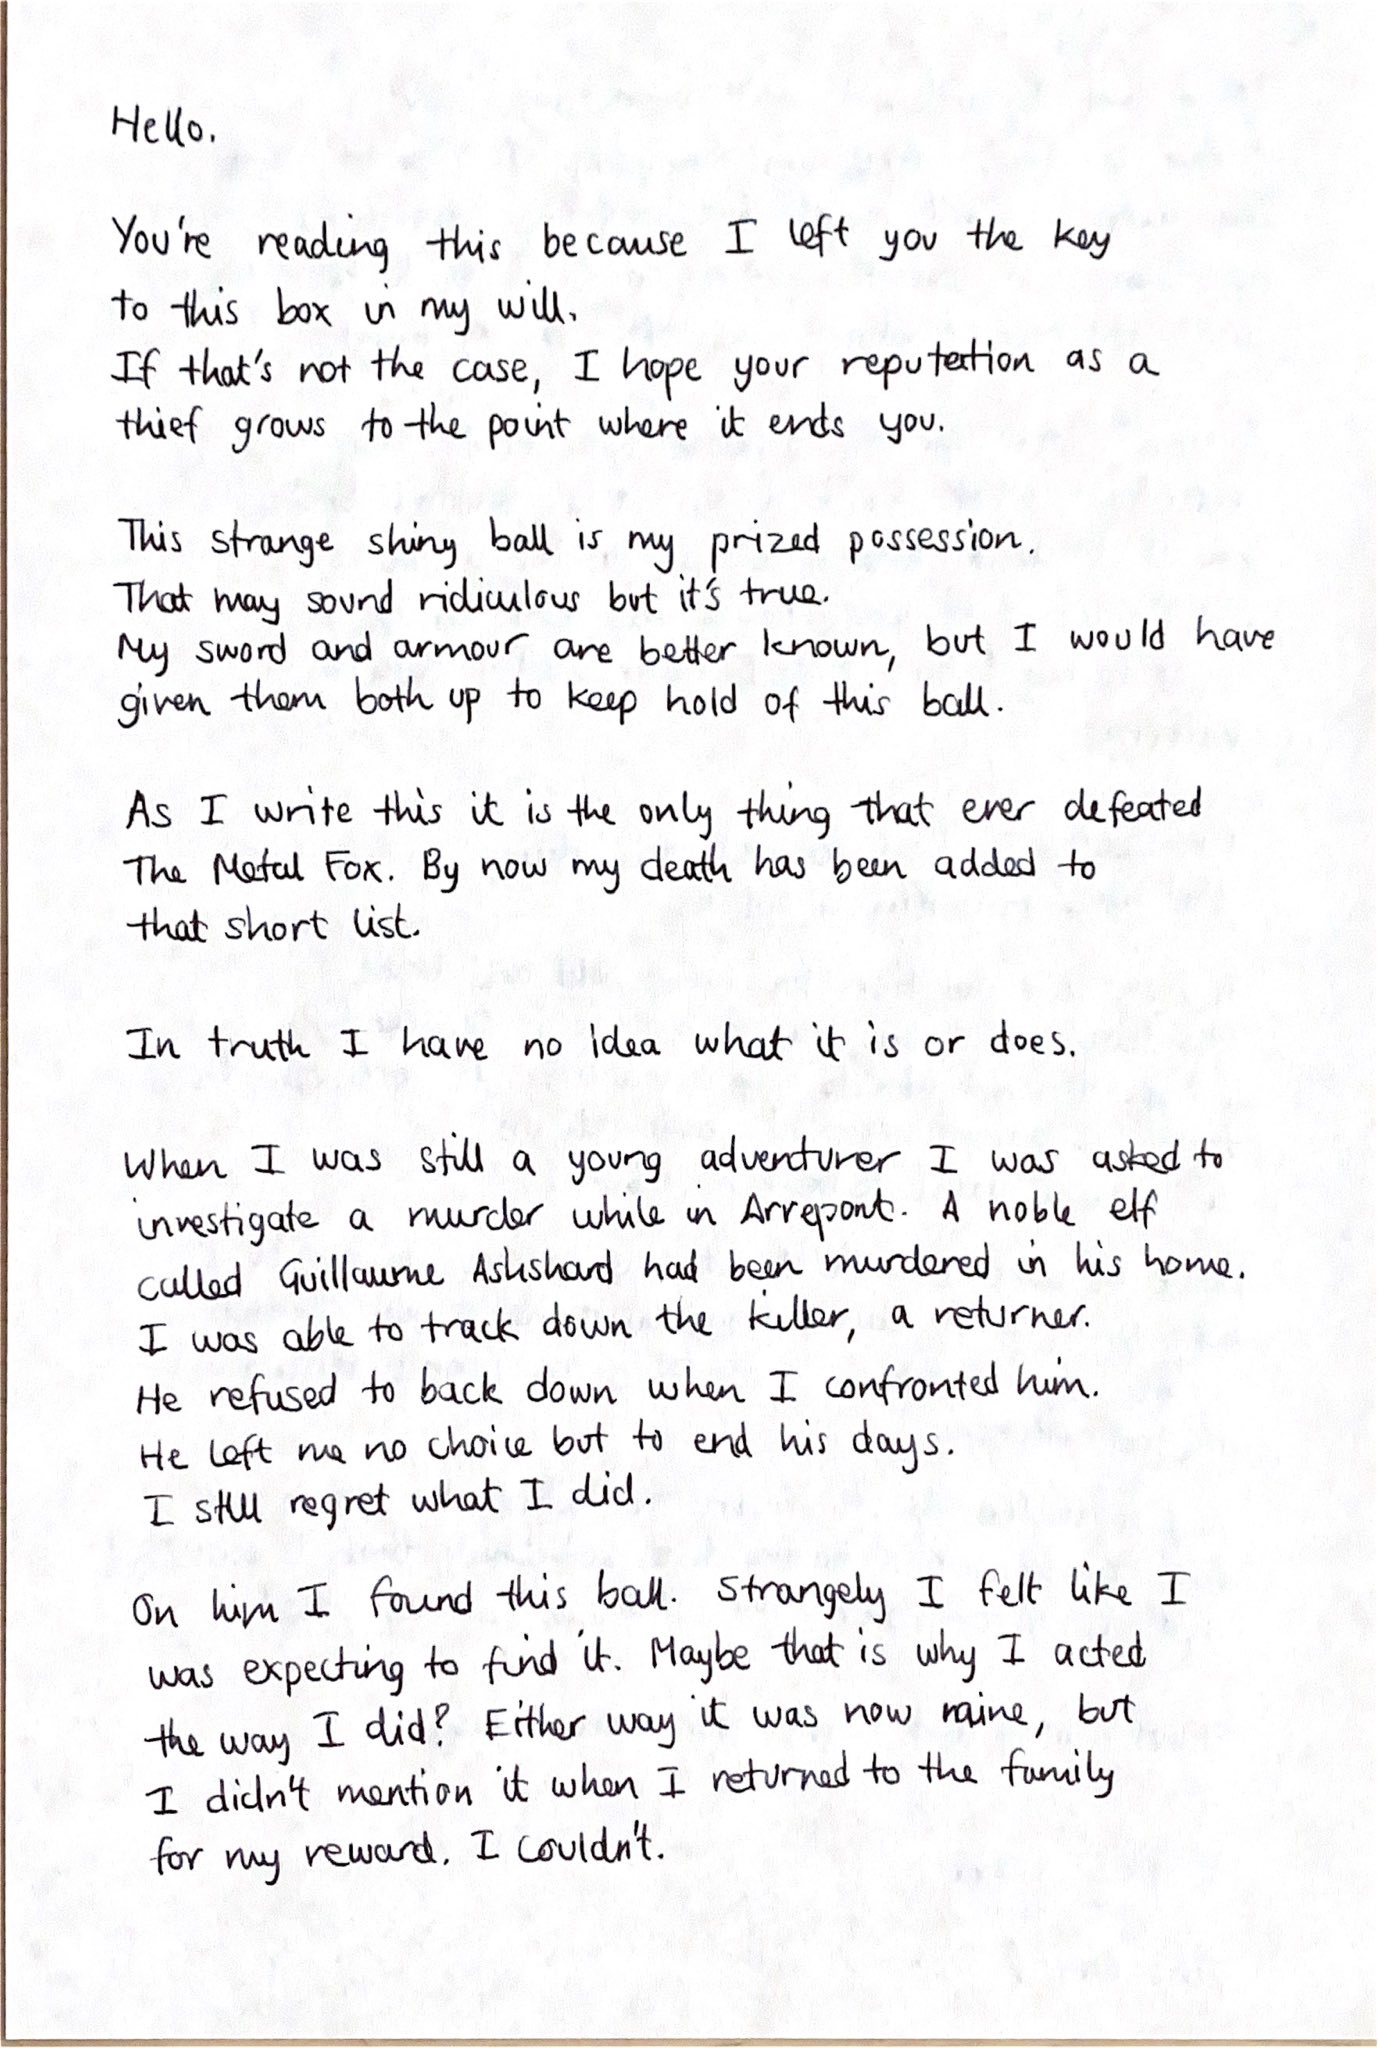 Hello.
You're reading this because I left you the key
to this box in my will.
If that's not the case, I hope your reputation as a
thief grows to the point where it ends you.
This strange shiny ball is my prized possession.
That may sound ridiculous but it's true.
My sword and armour are better known, but I would have
given them both up to keep hold of this ball.
As I write this it is the only thing that ever defeated
The Metal Fox. By now my death has been added to
that short list.
In truth I have no idea what it is or does.
When I was still a young adventurer I was asked to
investigate a murder while in Arrepont. A noble elf
called Guillaume Ashshard had been murdered in his home.
I was able to track down the killer, a returner.
He refused to back down when I confronted him.
He left me no choice but to end his days.
I still regret what I did.
On him I found this ball. Strangely I felt like I
was expecting to find it. Maybe that is why I acted
the way I did? Either way it was now mine, but
I didn't mention it when I returned to the family
for my reward. I couldn't.